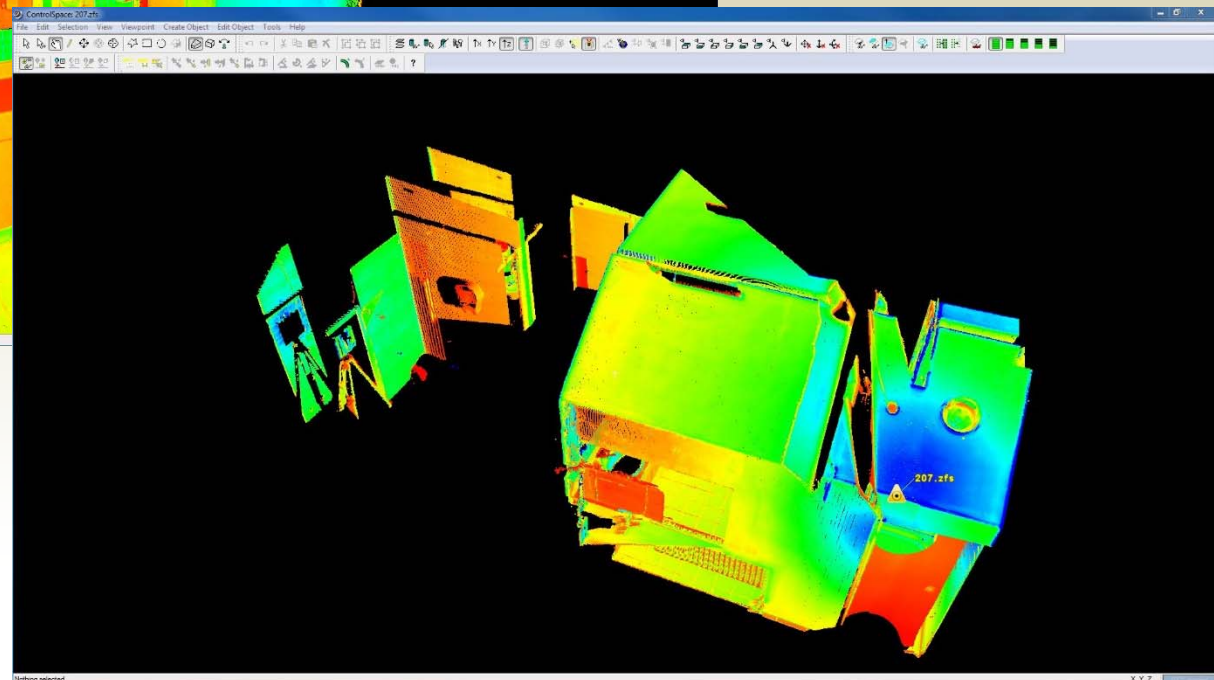 ControlSpace: 207.zfs
File Edit Selection View Viewpoint Create Object Edit Object Tools Help
207.zfs
Nothing selected
X Y Z